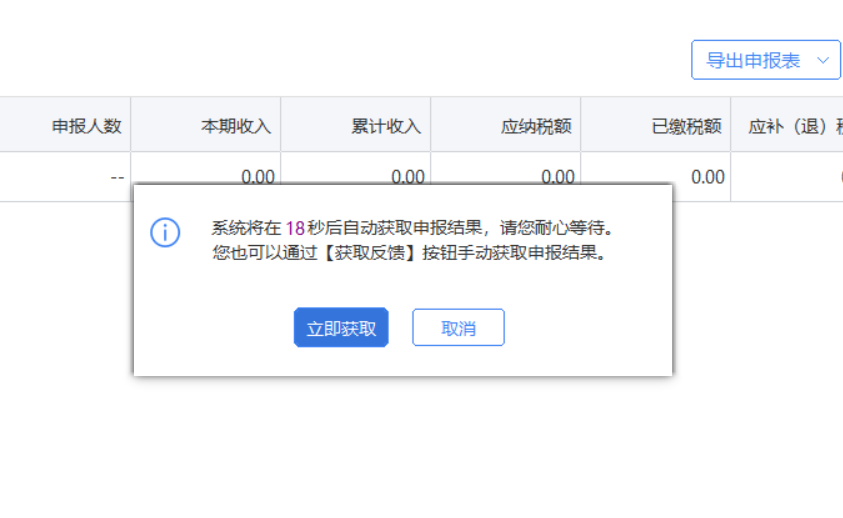 导出申报表
申报人数 本期收入 累计收入 应纳税额 已缴税额 应补（退）
-- 0.00 0.00 0.00 0.00
系统将在 18 秒后自动获取申报结果，请您耐心等待。
您也可以通过【获取反馈】按钮手动获取申报结果。
立即获取 取消